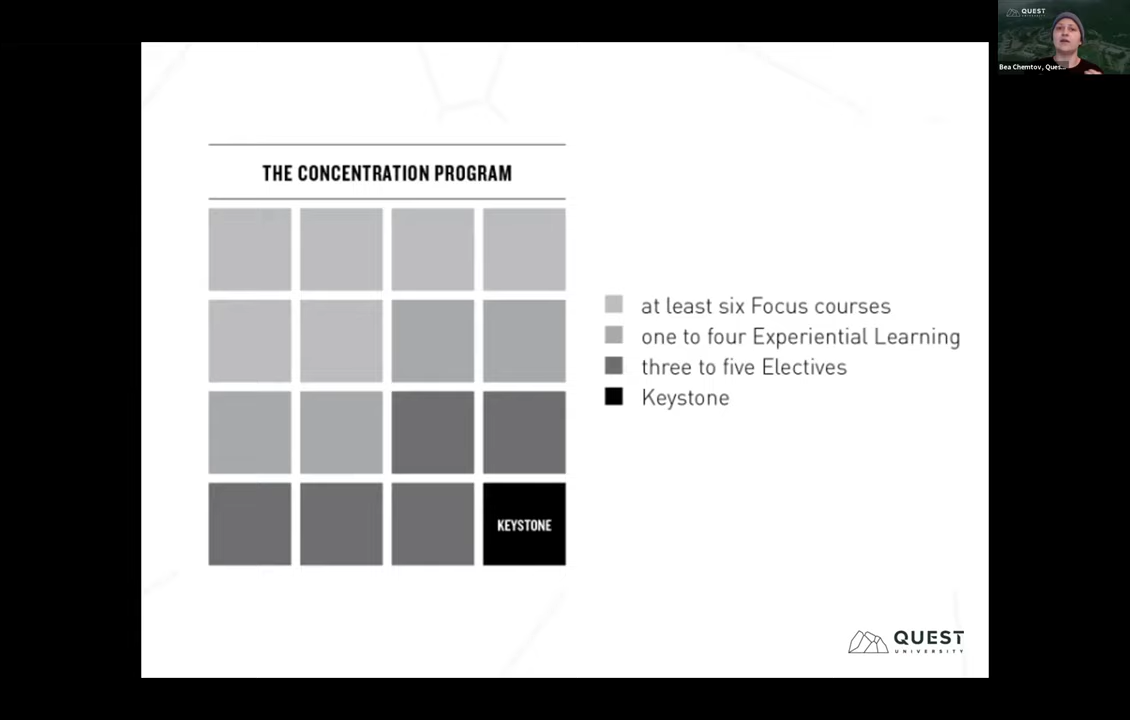 QUEST
Bea Chemtov, Ques...
THE CONCENTRATION PROGRAM
at least six Focus courses
one to four Experiential Learning
three to five Electives
Keystone
KEYSTONE
QUEST
UNIVERSITY